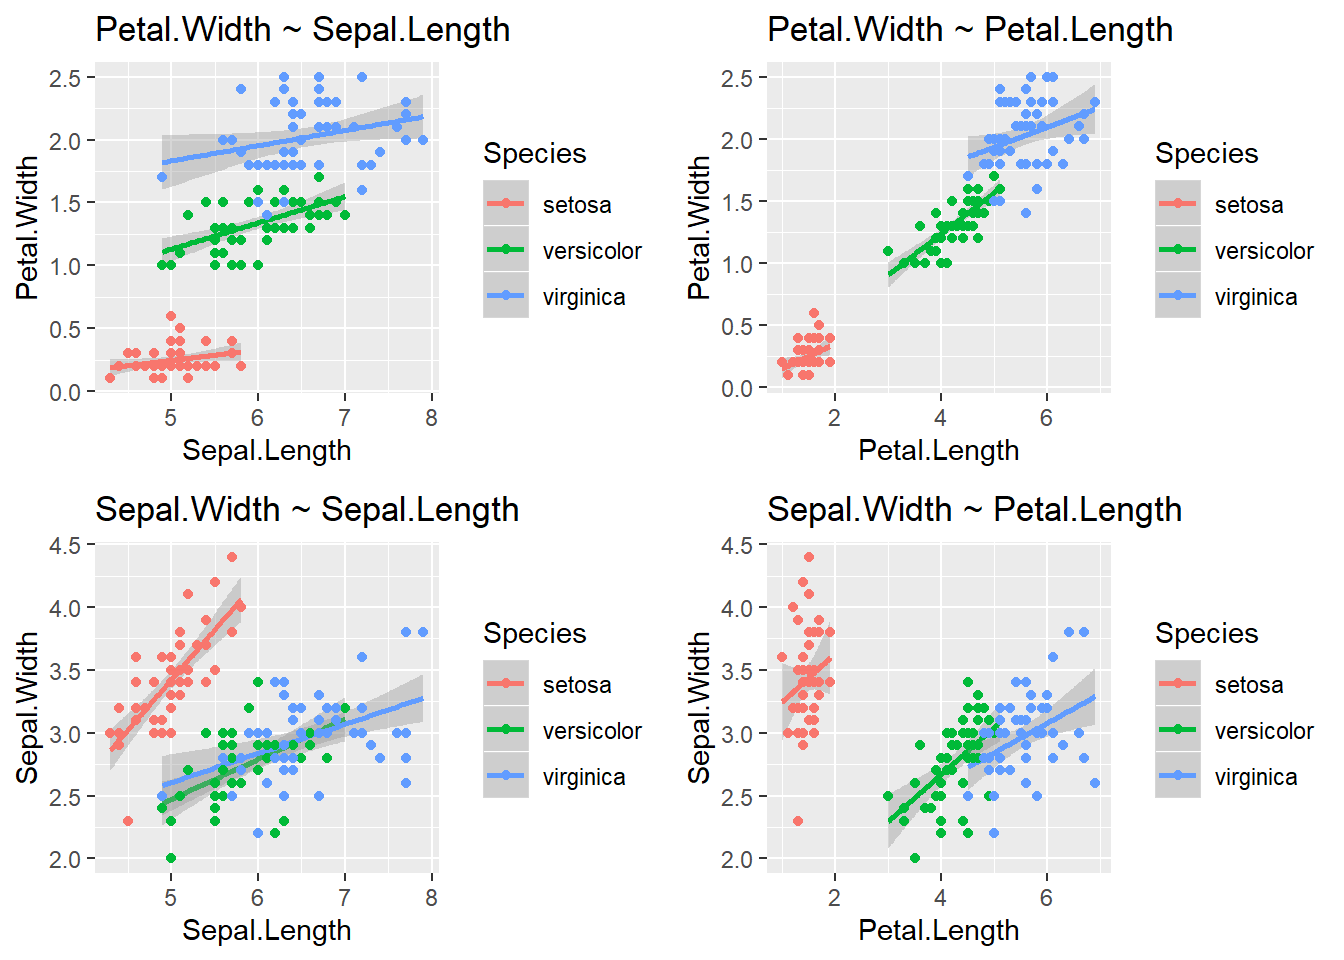 Petal.Width ~ Sepal.Length
2.5
2.0
1.5
1.0
0.5
0.0
Petal.Width
5 6 7 8
Sepal.Length
Species
setosa
versicolor
virginica
Petal.Width ~ Petal.Length
2.5
2.0
1.5
1.0
0.5
0.0
Petal.Width
2 4 6
Petal.Length
Species
setosa
versicolor
virginica
Sepal.Width ~ Sepal.Length
4.5
4.0
3.5
3.0
2.5
2.0
Sepal.Width
5 6 7 8
Sepal.Length
Species
setosa
versicolor
virginica
Sepal.Width ~ Petal.Length
4.5
4.0
3.5
3.0
2.5
2.0
Sepal.Width
2 4 6
Petal.Length
Species
setosa
versicolor
virginica